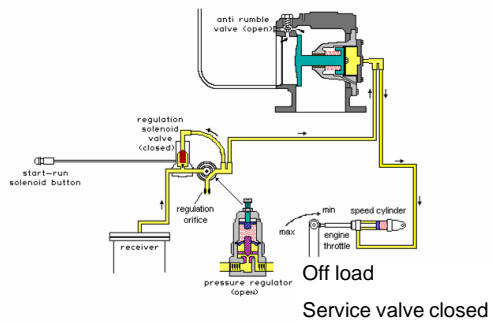 anti rumble
valve (open)
regulation
solenoid
valve
(closed)
start-run
solenoid button
regulation
orifice
receiver
pressure regulator
(open)
min
max
speed cylinder
engine
throttle
Off load
Service valve closed